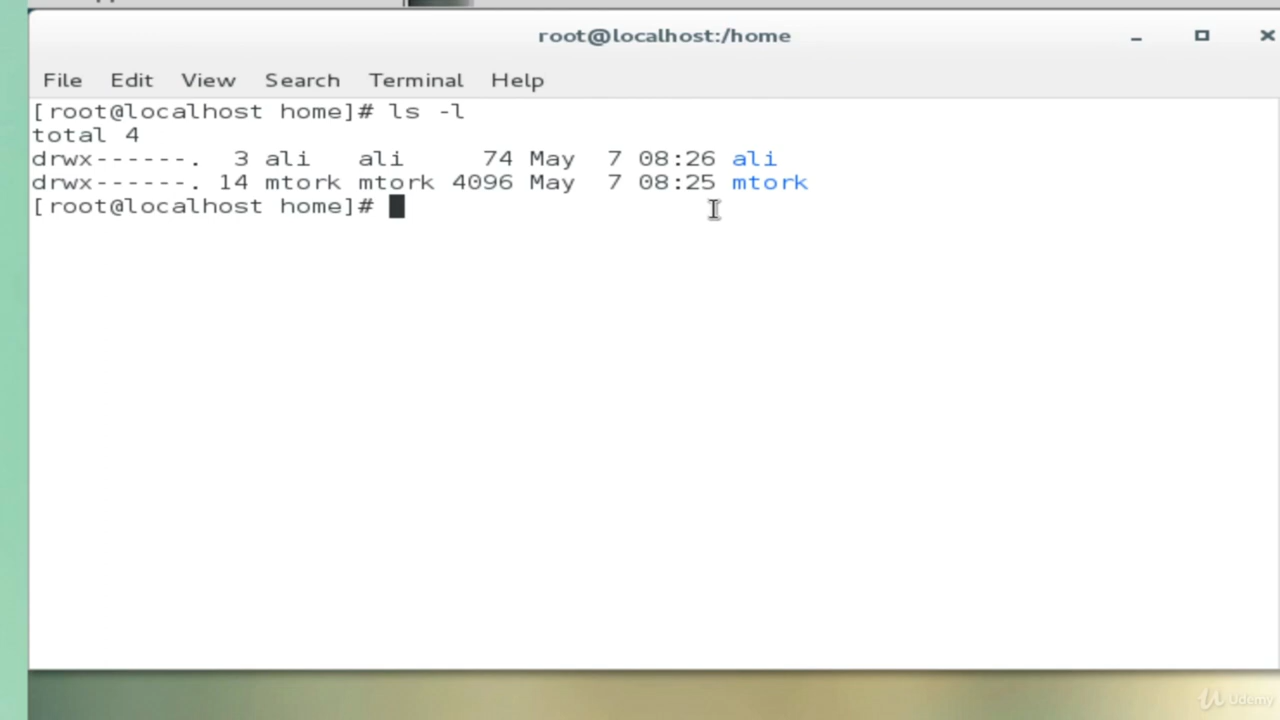 root@localhost:/home
File Edit View Search Terminal Help
[root@localhost home]# ls -l
total 4
drwx------.  3 ali   ali     74 May  7 08:26 ali
drwx------. 14 mtork mtork 4096 May  7 08:25 mtork
[root@localhost home]#
Udemy